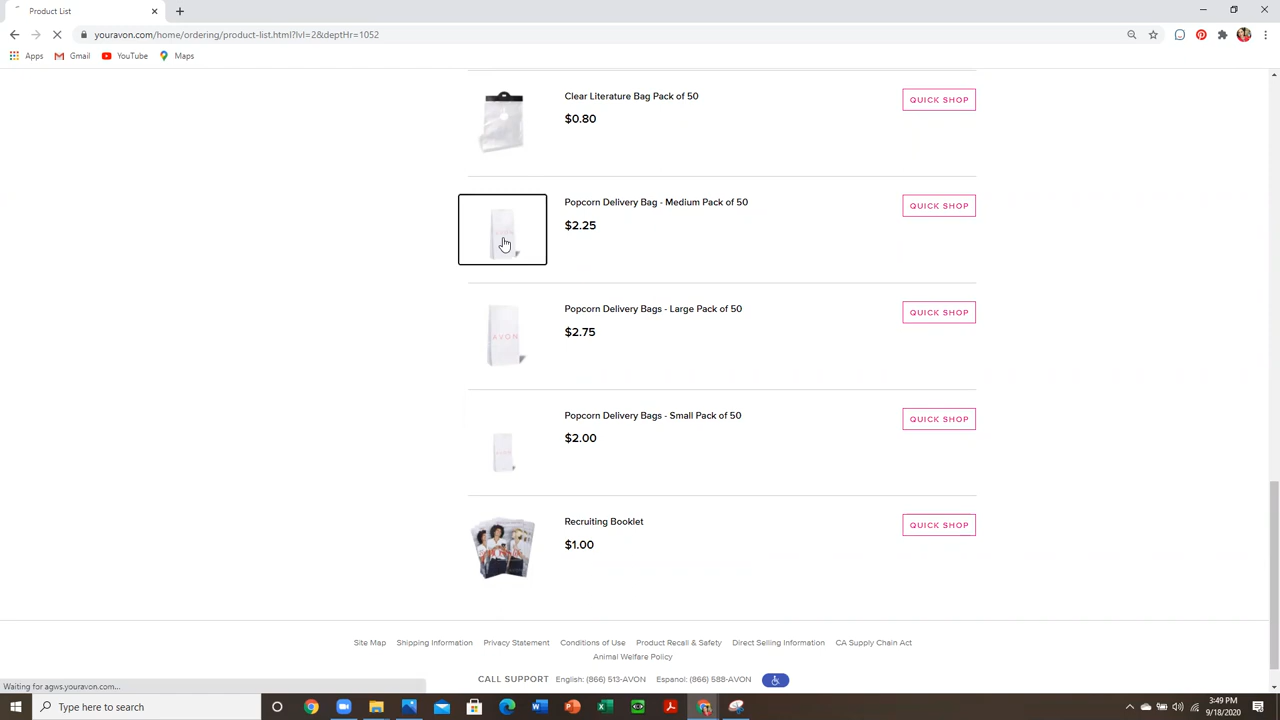 Product List
youravon.com/home/ordering/product-list.html?lvl=2&deptHr=1052
Apps
Gmail
YouTube
Maps
Clear Literature Bag Pack of 50
$0.80
QUICK SHOP
AVON
Popcorn Delivery Bag - Medium Pack of 50
$2.25
QUICK SHOP
AVON
Popcorn Delivery Bags - Large Pack of 50
$2.75
QUICK SHOP
AVON
Popcorn Delivery Bags - Small Pack of 50
$2.00
QUICK SHOP
Recruiting Booklet
$1.00
QUICK SHOP
Site Map Shipping Information Privacy Statement Conditions of Use Product Recall & Safety Direct Selling Information CA Supply Chain Act
Animal Welfare Policy
CALL SUPPORT English: (866) 513-AVON Espanol: (866) 588-AVON
Waiting for agws.youravon.com...
Type here to search
3:49 PM
9/18/2020